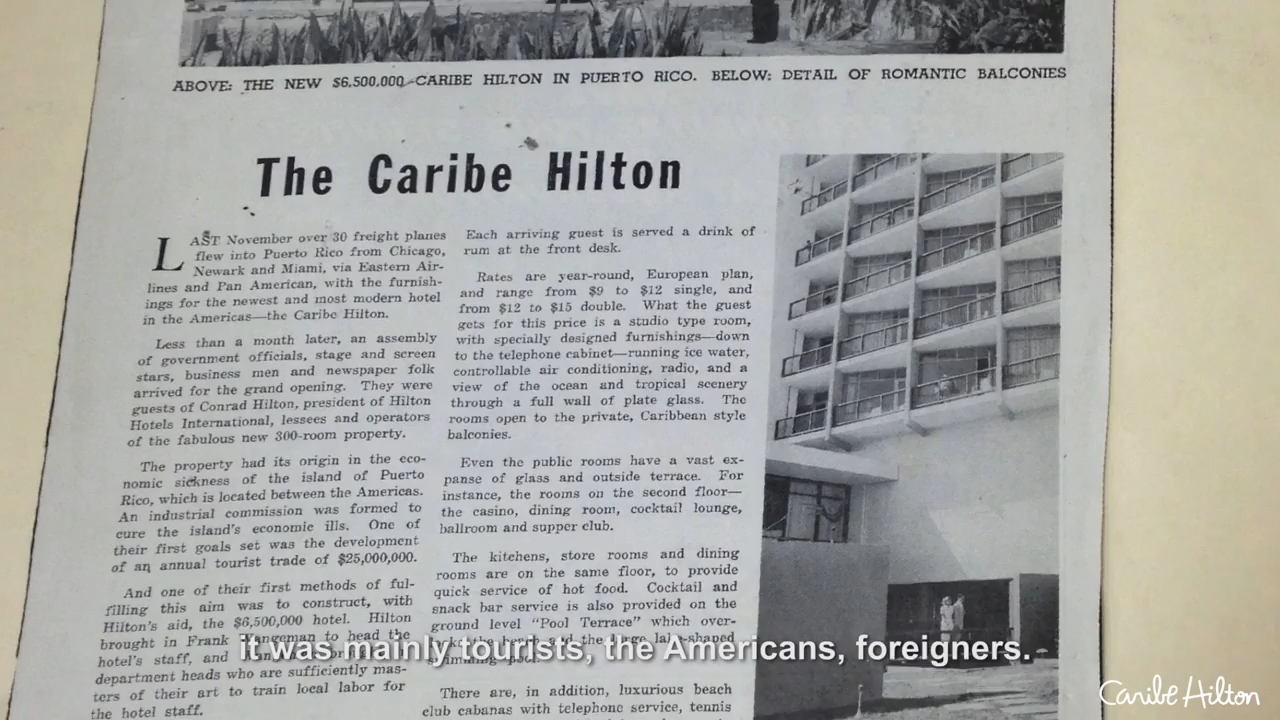 ABOVE: THE NEW $6,500,000 CARIBE HILTON IN PUERTO RICO. BELOW: DETAIL OF ROMANTIC BALCONIES
The Caribe Hilton
LAST November over 30 freight planes
flew into Puerto Rico from Chicago,
Newark and Miami, via Eastern Air-
lines and Pan American, with the furnish-
ings for the newest and most modern hotel
in the Americas—the Caribe Hilton.
Less than a month later, an assembly
of government officials, stage and screen
stars, business men and newspaper folk
arrived for the grand opening. They were
guests of Conrad Hilton, president of Hilton
Hotels International, lessees and operators
of the fabulous new 300-room property.
The property had its origin in the eco-
nomic sickness of the island of Puerto
Rico, which is located between the Americas.
An industrial commission was formed to
cure the island's economic ills. One of
their first goals set was the development
of an annual tourist trade of $25,000,000.
And one of their first methods of ful-
filling this aim was to construct, with
Hilton's aid, the $6,500,000 hotel. Hilton
brought in Frank to head the
hotel's staff, and
department heads who are sufficiently mas-
ters of their art to train local labor for
the hotel staff.
Each arriving guest is served a drink of
rum at the front desk.
Rates are year-round, European plan,
and range from $9 to $12 single, and
from $12 to $15 double. What the guest
gets for this price is a studio type room,
with specially designed furnishings—down
to the telephone cabinet—running ice water,
controllable air conditioning, radio, and a
view of the ocean and tropical scenery
through a full wall of plate glass. The
rooms open to the private, Caribbean style
balconies.
Even the public rooms have a vast ex-
panse of glass and outside terrace. For
instance, the rooms on the second floor—
the casino, dining room, cocktail lounge,
ballroom and supper club.
The kitchens, store rooms and dining
rooms are on the same floor, to provide
quick service of hot food. Cocktail and
snack bar service is also provided on the
ground level "Pool Terrace" which over-
There are, in addition, luxurious beach
club cabanas with telephone service, tennis
it was mainly tourists, the Americans, foreigners.
Caribe Hilton